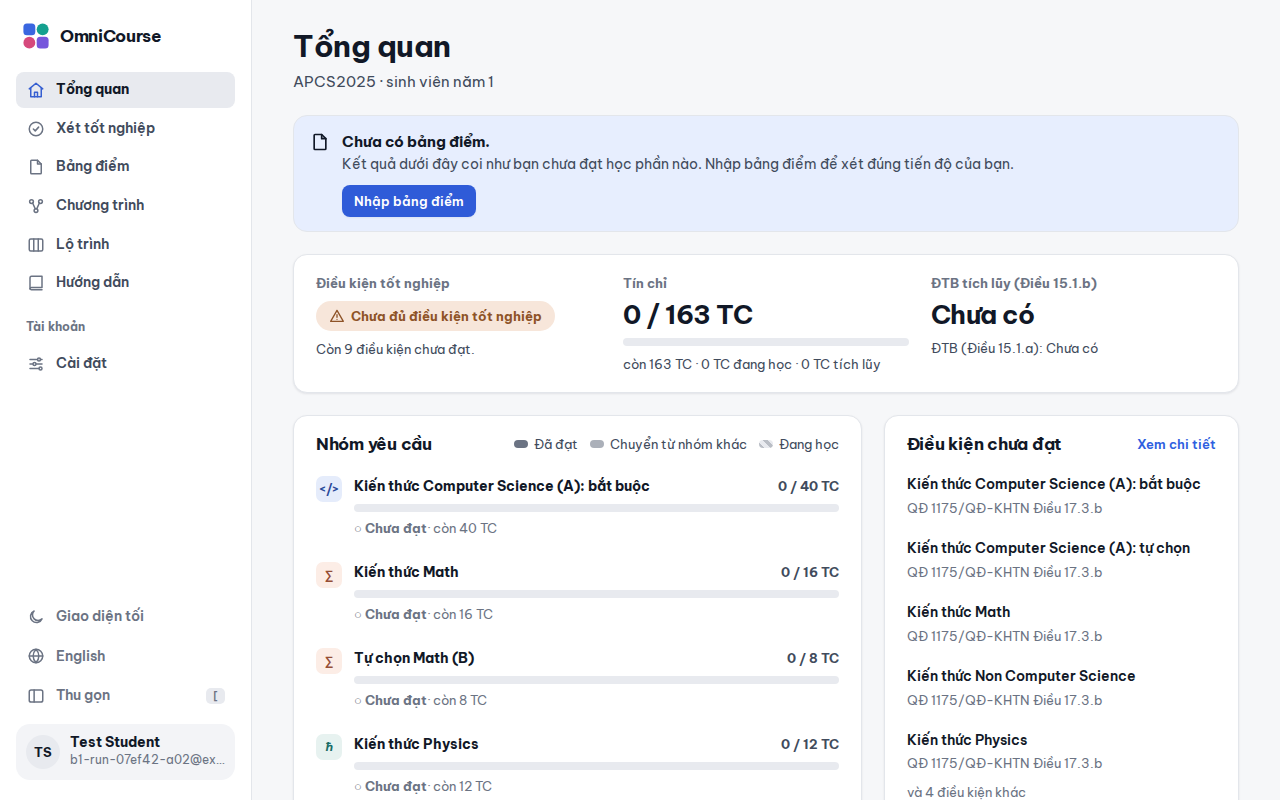 OmniCourse
Tổng quan
Xét tốt nghiệp
Bảng điểm
Chương trình
Lộ trình
Hướng dẫn
Tài khoản
Cài đặt
Giao diện tối
English
Thu gọn [
TS
Test Student
b1-run-07ef42-a02@ex...
Tổng quan
APCS2025 · sinh viên năm 1
Chưa có bảng điểm.
Kết quả dưới đây coi như bạn chưa đạt học phần nào. Nhập bảng điểm để xét đúng tiến độ của bạn.
Nhập bảng điểm
Điều kiện tốt nghiệp
Chưa đủ điều kiện tốt nghiệp
Còn 9 điều kiện chưa đạt.
Tín chỉ
0 / 163 TC
còn 163 TC · 0 TC đang học · 0 TC tích lũy
ĐTB tích lũy (Điều 15.1.b)
Chưa có
ĐTB (Điều 15.1.a): Chưa có
Nhóm yêu cầu
Đã đạt Chuyển từ nhóm khác Đang học
</> Kiến thức Computer Science (A): bắt buộc 0 / 40 TC
○ Chưa đạt · còn 40 TC
∑ Kiến thức Math 0 / 16 TC
○ Chưa đạt · còn 16 TC
∑ Tự chọn Math (B) 0 / 8 TC
○ Chưa đạt · còn 8 TC
ħ Kiến thức Physics 0 / 12 TC
○ Chưa đạt · còn 12 TC
Điều kiện chưa đạt Xem chi tiết
Kiến thức Computer Science (A): bắt buộc
QĐ 1175/QĐ-KHTN Điều 17.3.b
Kiến thức Computer Science (A): tự chọn
QĐ 1175/QĐ-KHTN Điều 17.3.b
Kiến thức Math
QĐ 1175/QĐ-KHTN Điều 17.3.b
Kiến thức Non Computer Science
QĐ 1175/QĐ-KHTN Điều 17.3.b
Kiến thức Physics
QĐ 1175/QĐ-KHTN Điều 17.3.b
và 4 điều kiện khác